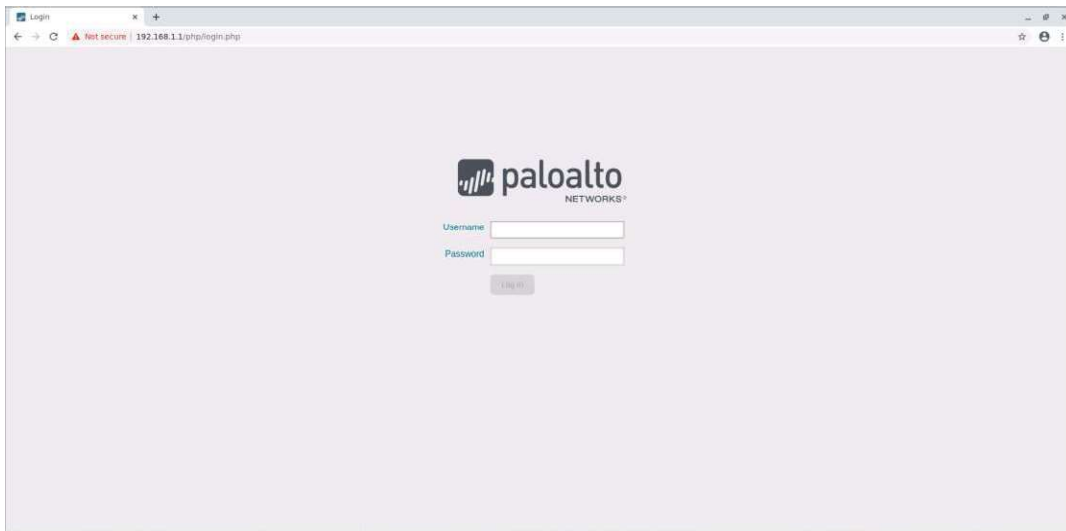 Login
Not secure | 192.168.1.1/php/login.php
paloalto
NETWORKS®
Username
Password
Log In